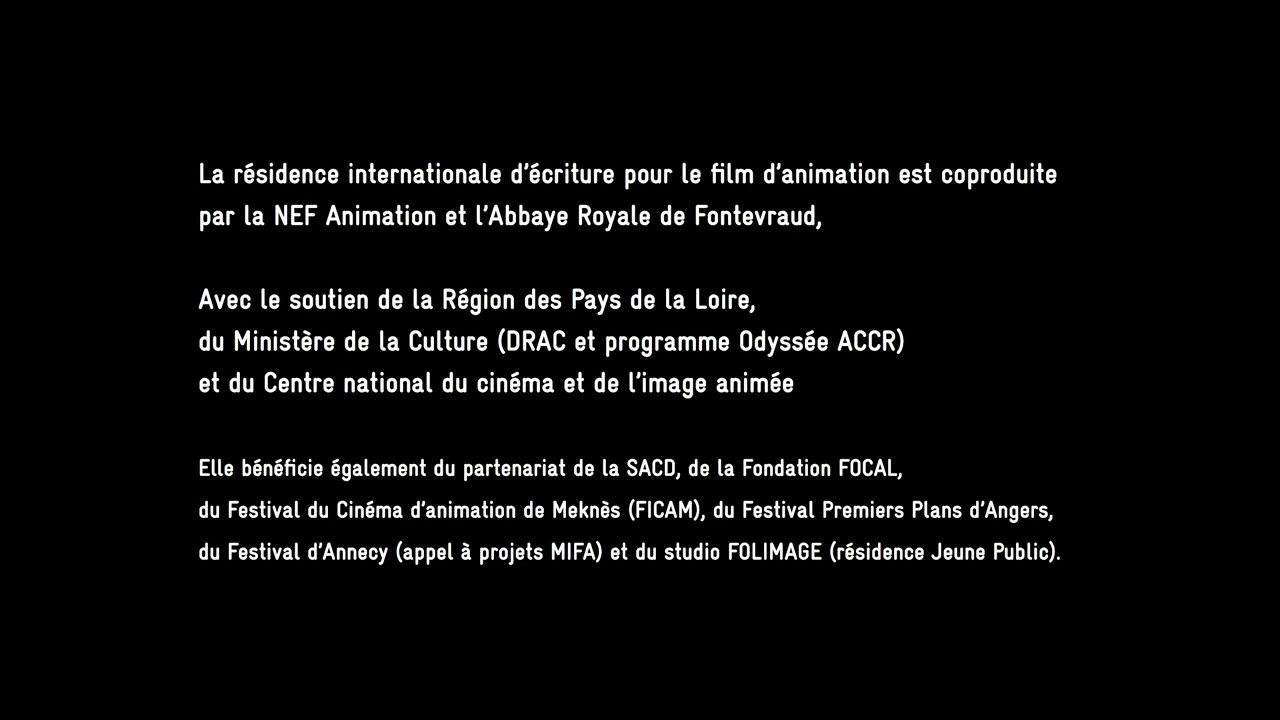 La résidence internationale d'écriture pour le film d'animation est coproduite
par la NEF Animation et l'Abbaye Royale de Fontevraud,
Avec le soutien de la Région des Pays de la Loire,
du Ministère de la Culture (DRAC et programme Odyssée ACCR)
et du Centre national du cinéma et de l'image animée
Elle bénéficie également du partenariat de la SACD, de la Fondation FOCAL,
du Festival du Cinéma d'animation de Meknès (FICAM), du Festival Premiers Plans d'Angers,
du Festival d'Annecy (appel à projets MIFA) et du studio FOLIMAGE (résidence Jeune Public).